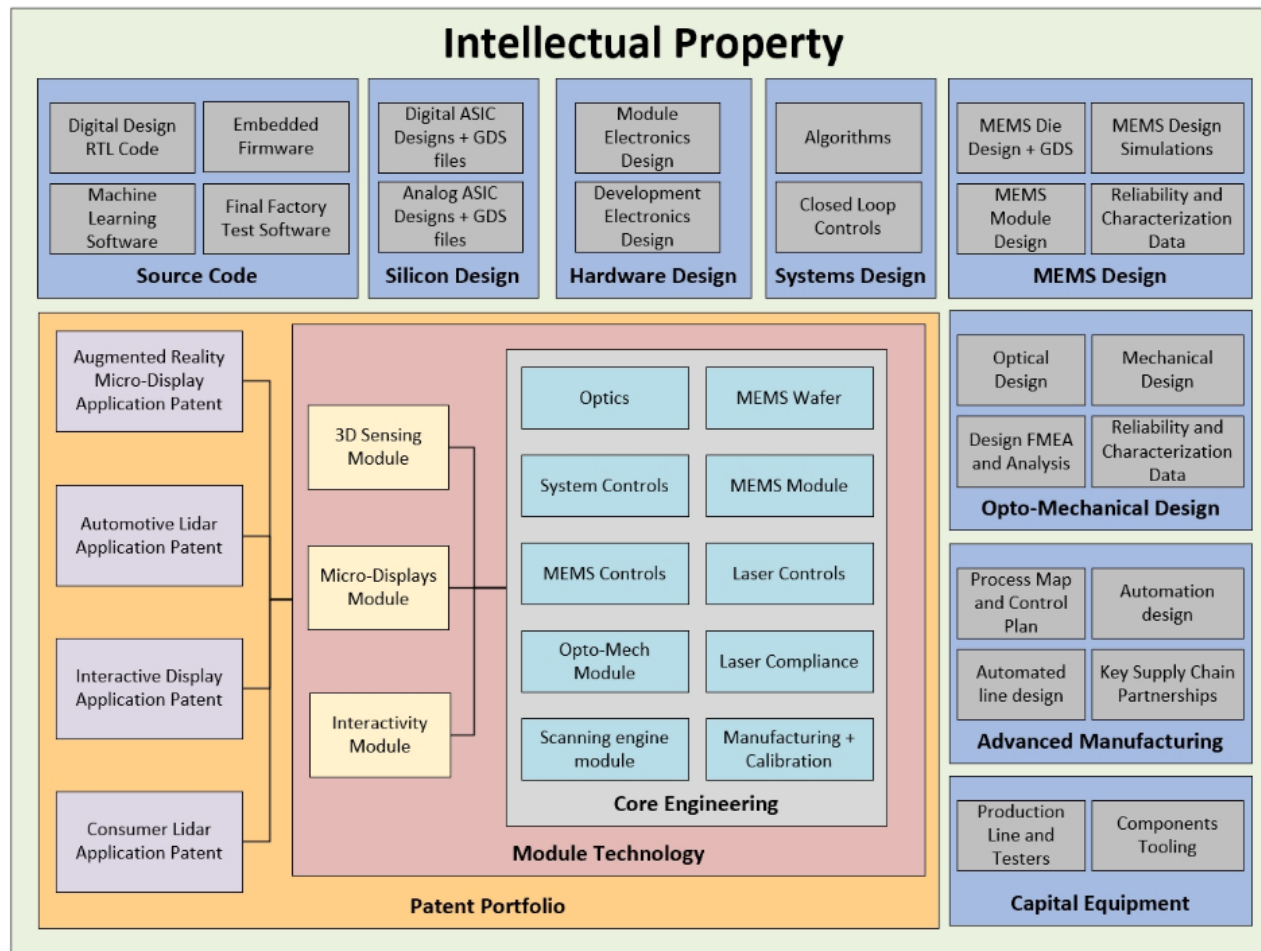 Intellectual Property
Digital Design
RTL Code
Embedded
Firmware
Machine
Learning
Software
Final Factory
Test Software
Source Code
Digital ASIC
Designs + GDS
files
Analog ASIC
Designs + GDS
files
Silicon Design
Module
Electronics
Design
Development
Electronics
Design
Hardware Design
Algorithms
Closed Loop
Controls
Systems Design
MEMS Die
Design + GDS
MEMS Design
Simulations
MEMS
Module
Design
Reliability and
Characterization
Data
MEMS Design
Augmented Reality
Micro-Display
Application Patent
Automotive Lidar
Application Patent
Interactive Display
Application Patent
Consumer Lidar
Application Patent
3D Sensing
Module
Micro-Displays
Module
Interactivity
Module
Optics
MEMS Wafer
System Controls
MEMS Module
MEMS Controls
Laser Controls
Opto-Mech
Module
Laser Compliance
Scanning engine
module
Manufacturing +
Calibration
Core Engineering
Module Technology
Patent Portfolio
Optical
Design
Mechanical
Design
Design FMEA
and Analysis
Reliability and
Characterization
Data
Opto-Mechanical Design
Process Map
and Control
Plan
Automation
design
Automated
line design
Key Supply Chain
Partnerships
Advanced Manufacturing
Production
Line and
Testers
Components
Tooling
Capital Equipment